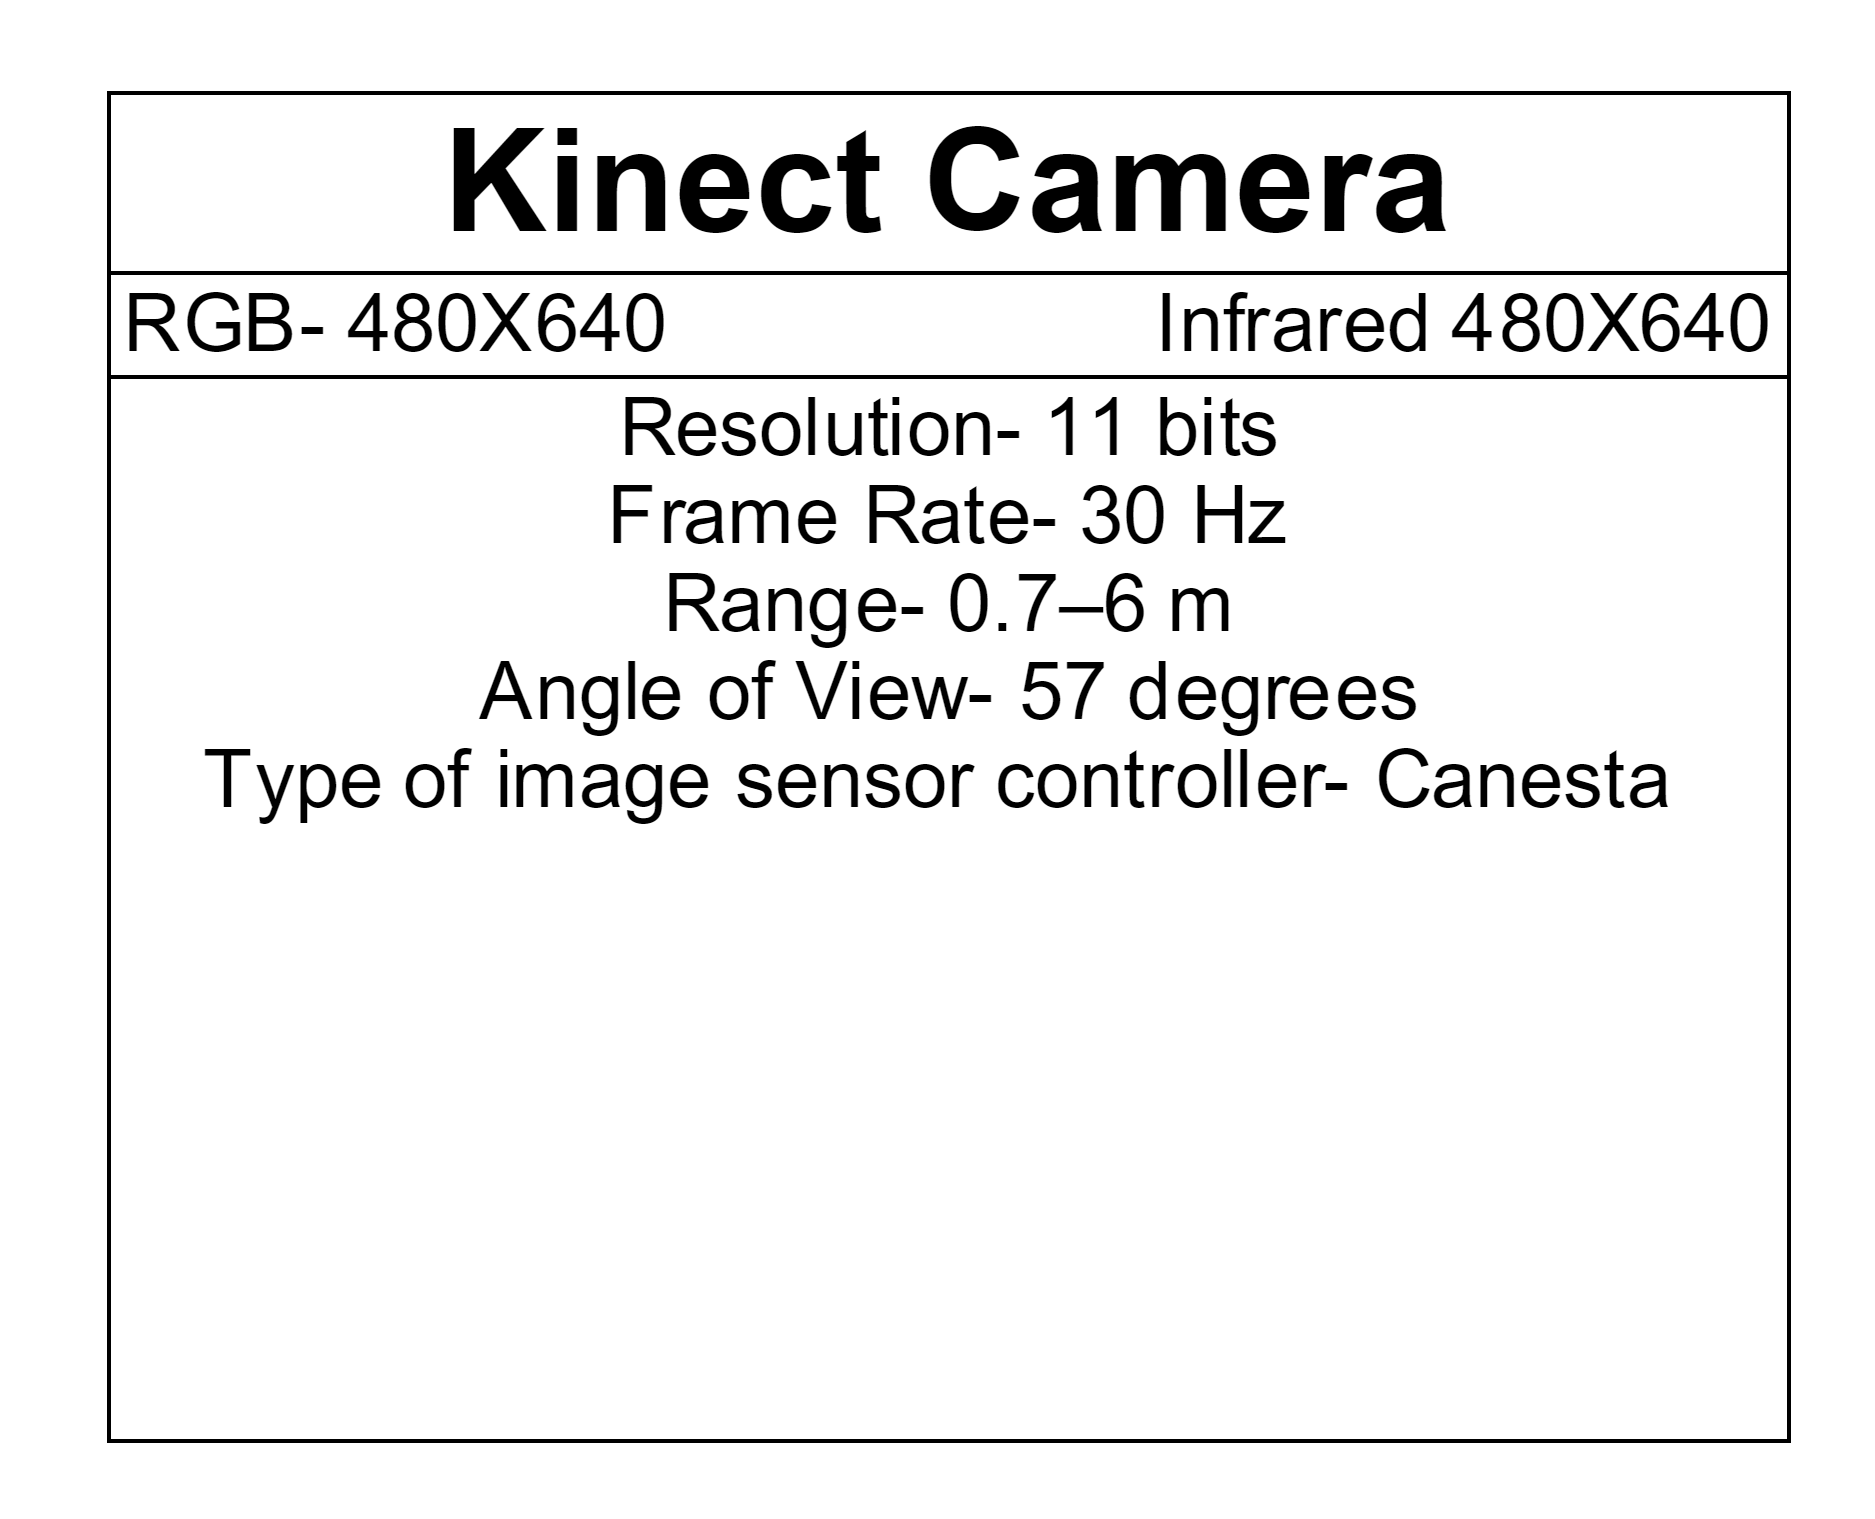 Kinect Camera
RGB- 480X640 Infrared 480X640
Resolution- 11 bits
Frame Rate- 30 Hz
Range- 0.7–6 m
Angle of View- 57 degrees
Type of image sensor controller- Canesta